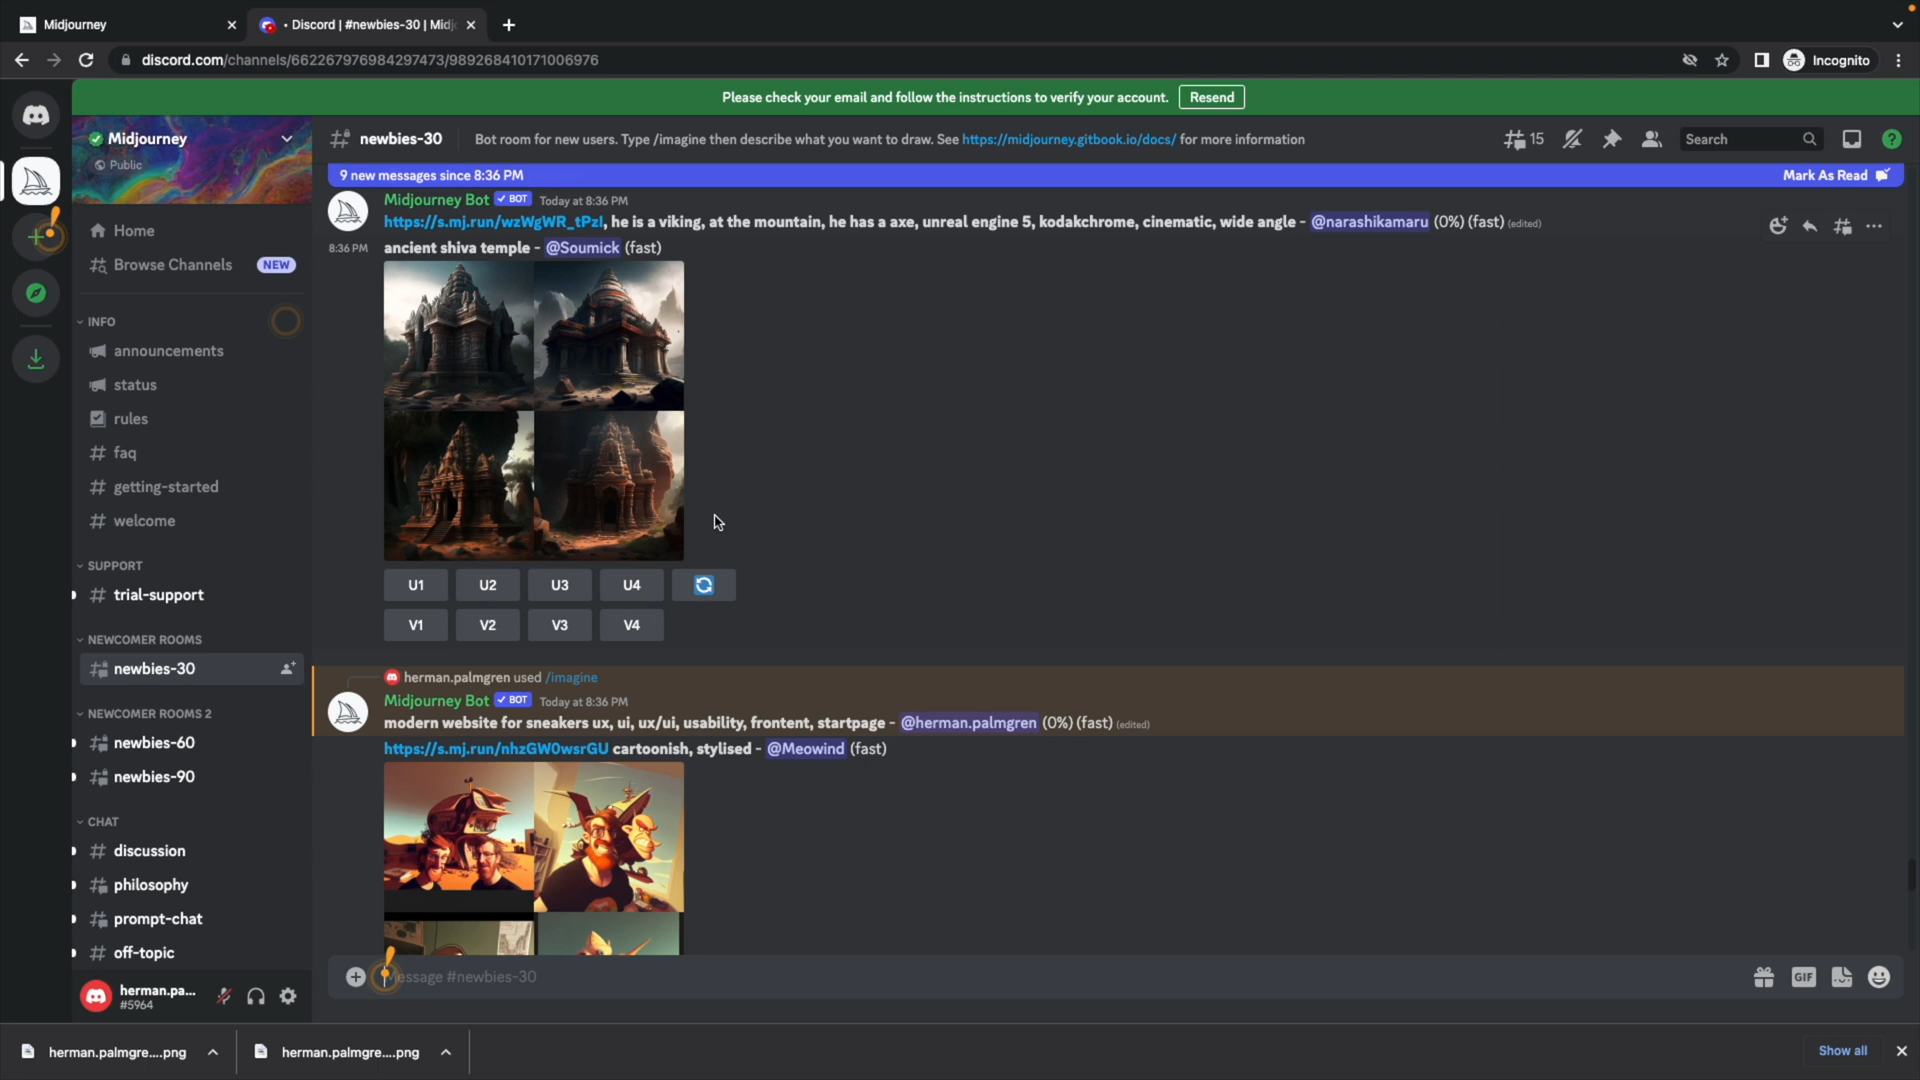 Midjourney
• Discord | #newbies-30 | Midj
discord.com/channels/662267976984297473/989268410171006976
Incognito
Please check your email and follow the instructions to verify your account.
Resend
Midjourney
Public
newbies-30
Bot room for new users. Type /imagine then describe what you want to draw. See https://midjourney.gitbook.io/docs/ for more information
15
Search
9 new messages since 8:36 PM
Mark As Read
Home
Browse Channels
NEW
INFO
announcements
status
rules
faq
getting-started
welcome
SUPPORT
trial-support
NEWCOMER ROOMS
newbies-30
NEWCOMER ROOMS 2
newbies-60
newbies-90
CHAT
discussion
philosophy
prompt-chat
off-topic
herman.pa...
#5964
Midjourney Bot BOT Today at 8:36 PM
https://s.mj.run/wzWgWR_tPzI, he is a viking, at the mountain, he has a axe, unreal engine 5, kodakchrome, cinematic, wide angle - @narashikamaru (0%) (fast) (edited)
8:36 PM ancient shiva temple - @Soumick (fast)
U1 U2 U3 U4
V1 V2 V3 V4
herman.palmgren used /imagine
Midjourney Bot BOT Today at 8:36 PM
modern website for sneakers ux, ui, ux/ui, usability, frontent, startpage - @herman.palmgren (0%) (fast) (edited)
https://s.mj.run/nhzGW0wsrGU cartoonish, stylised - @Meowind (fast)
Message #newbies-30
GIF
herman.palmgre....png
herman.palmgre....png
Show all